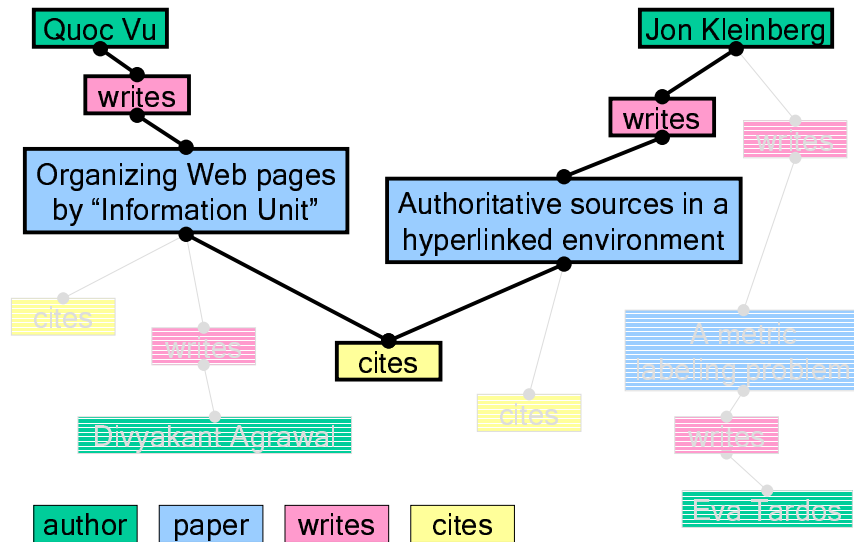 Quoc Vu
Jon Kleinberg
writes
writes
writes
Organizing Web pages
by “Information Unit”
Authoritative sources in a
hyperlinked environment
cites
writes
cites
A metric
labeling problem
cites
Divyakant Agrawal
writes
Eva Tardos
author
paper
writes
cites